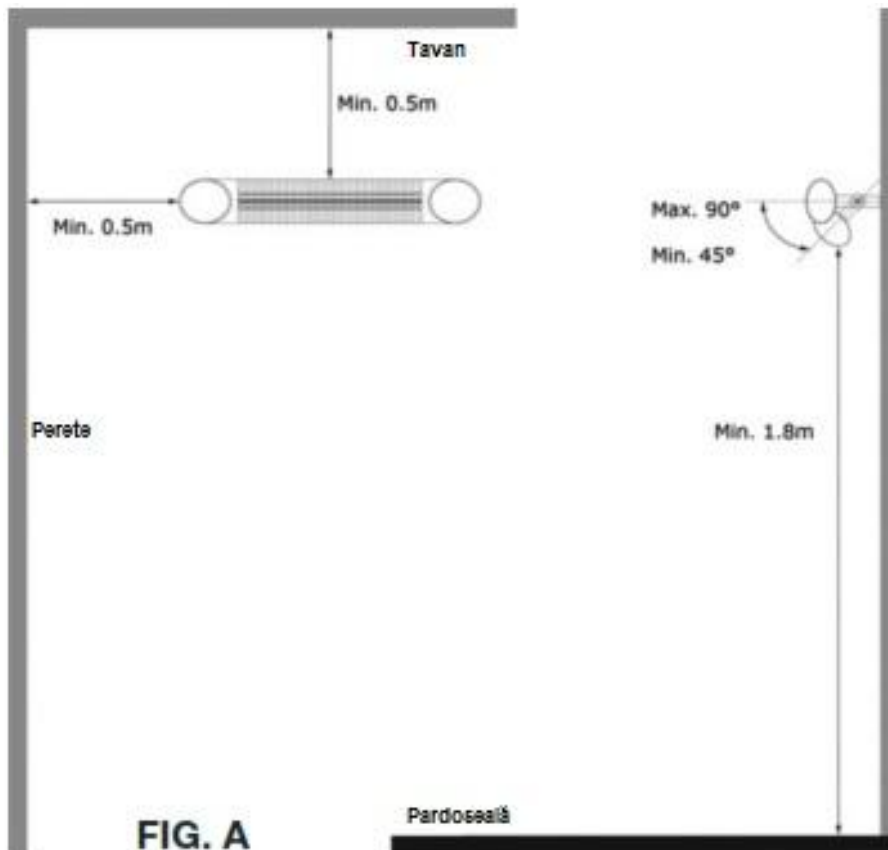 Tavan
Min. 0.5m
Min. 0.5m
Max. 90°
Min. 45°
Perete
Min. 1.8m
Pardoseală
FIG. A